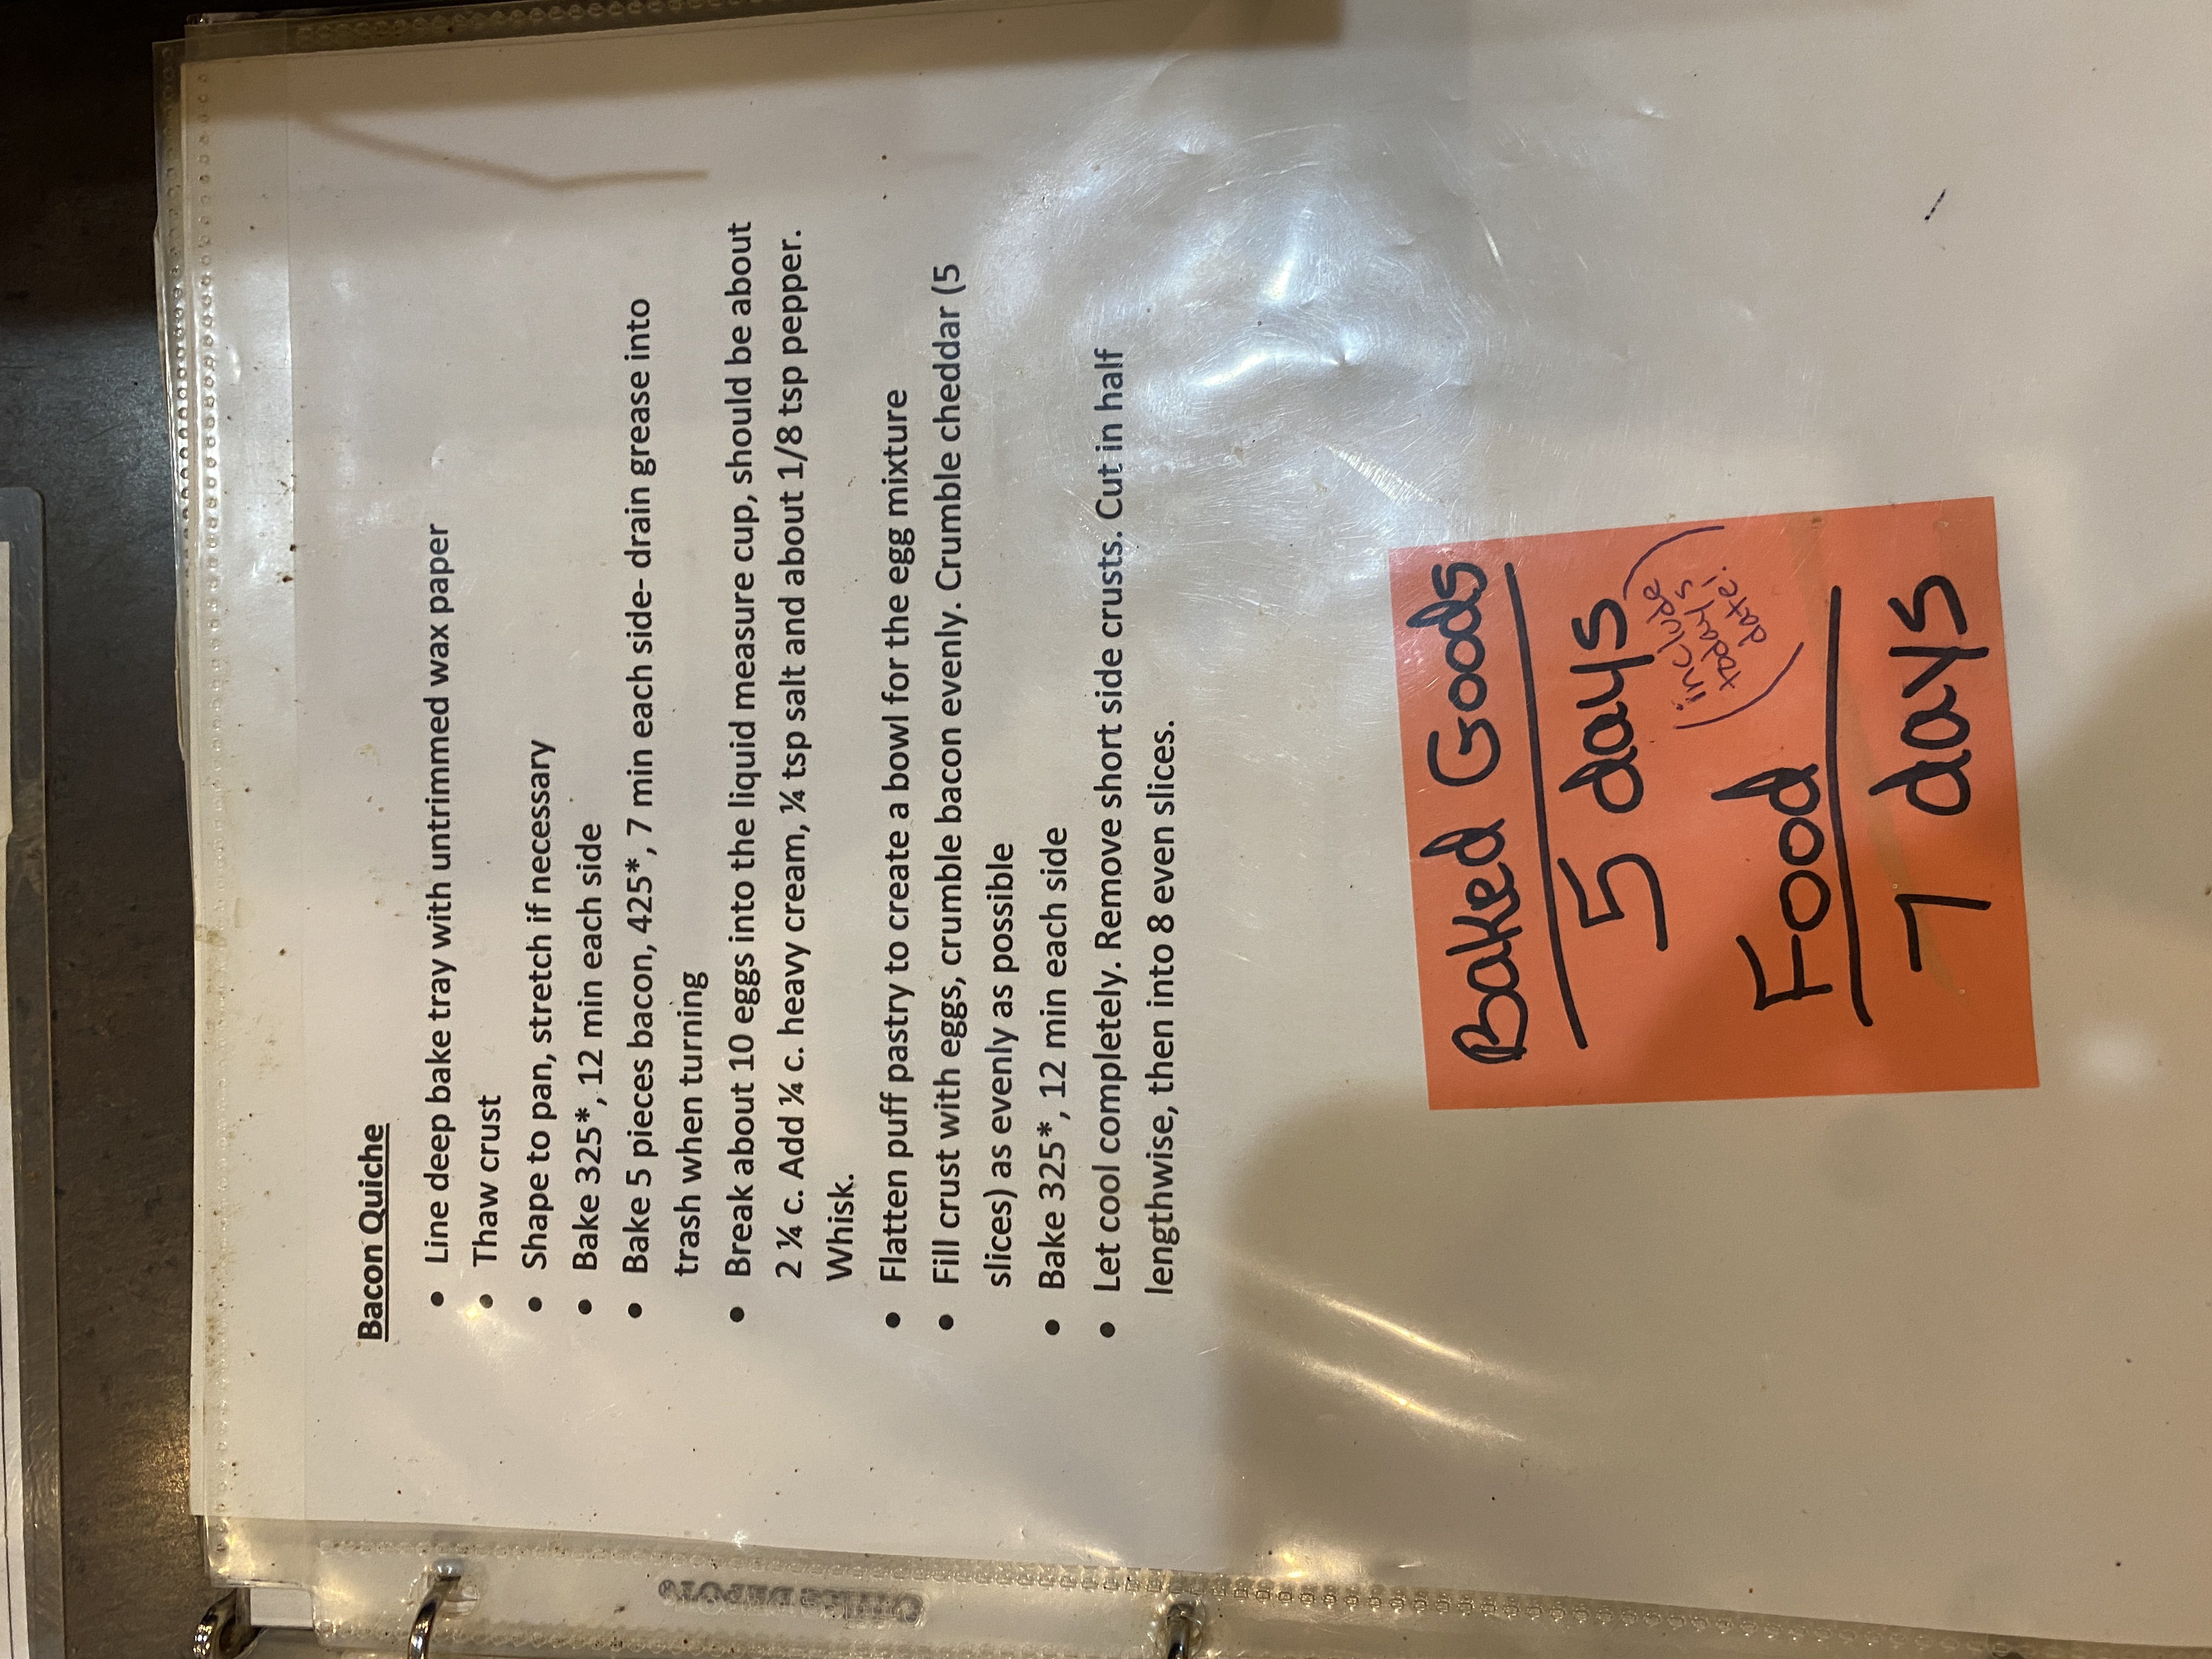 Office DEPOT®
Bacon Quiche
• Line deep bake tray with untrimmed wax paper
• Thaw crust
• Shape to pan, stretch if necessary
• Bake 325*, 12 min each side
• Bake 5 pieces bacon, 425*, 7 min each side- drain grease into
trash when turning
• Break about 10 eggs into the liquid measure cup, should be about
2 ¼ c. Add ¼ c. heavy cream, ¼ tsp salt and about 1/8 tsp pepper.
Whisk.
• Flatten puff pastry to create a bowl for the egg mixture
• Fill crust with eggs, crumble bacon evenly. Crumble cheddar (5
slices) as evenly as possible
• Bake 325*, 12 min each side
• Let cool completely. Remove short side crusts. Cut in half
lengthwise, then into 8 even slices.
Baked Goods
5 days
(include
today's
date!)
Food
7 days